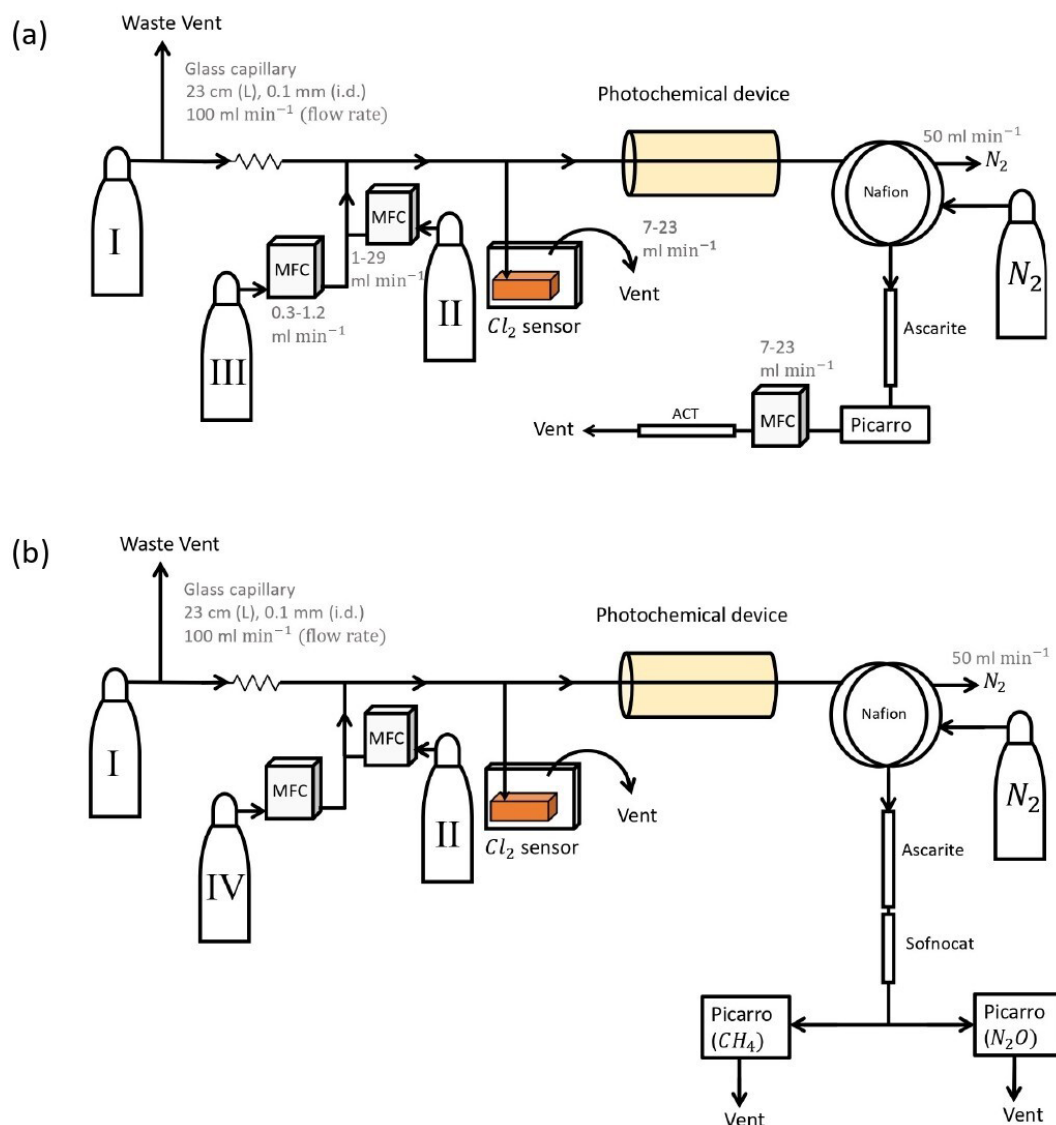 (a)
Waste Vent
Glass capillary
23 cm (L), 0.1 mm (i.d.)
100 ml min⁻¹ (flow rate)
Photochemical device
50 ml min⁻¹
N₂
I
MFC
Nafion
MFC
1-29
ml min⁻¹
7-23
ml min⁻¹
Vent
II
N₂
0.3-1.2
ml min⁻¹
Cl₂ sensor
III
Ascarite
7-23
ml min⁻¹
Vent
ACT
MFC
Picarro
(b)
Waste Vent
Glass capillary
23 cm (L), 0.1 mm (i.d.)
100 ml min⁻¹ (flow rate)
Photochemical device
50 ml min⁻¹
N₂
I
MFC
Nafion
MFC
Vent
II
N₂
Cl₂ sensor
IV
Ascarite
Sofnocat
Picarro
(CH₄)
Picarro
(N₂O)
Vent
Vent